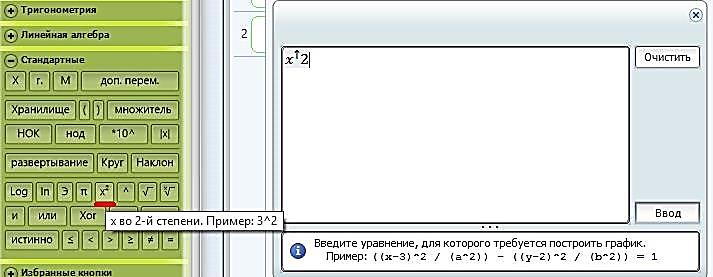 Тригонометрия
Линейная алгебра
Стандартные
X г. M доп. перем.
Хранилище ( ) множитель
НОК нод *10^ |x|
развертывание Круг Наклон
Log ln Э π x² ^ √
и или Xor
x во 2-й степени. Пример: 3^2
истинно ≤ < > ≥ ≠ =
Избранные кнопки
2
x↑2
Очистить
Ввод
Введите уравнение, для которого требуется построить график.
Пример: ((x-3)^2 / (a^2)) - ((y-2)^2 / (b^2)) = 1